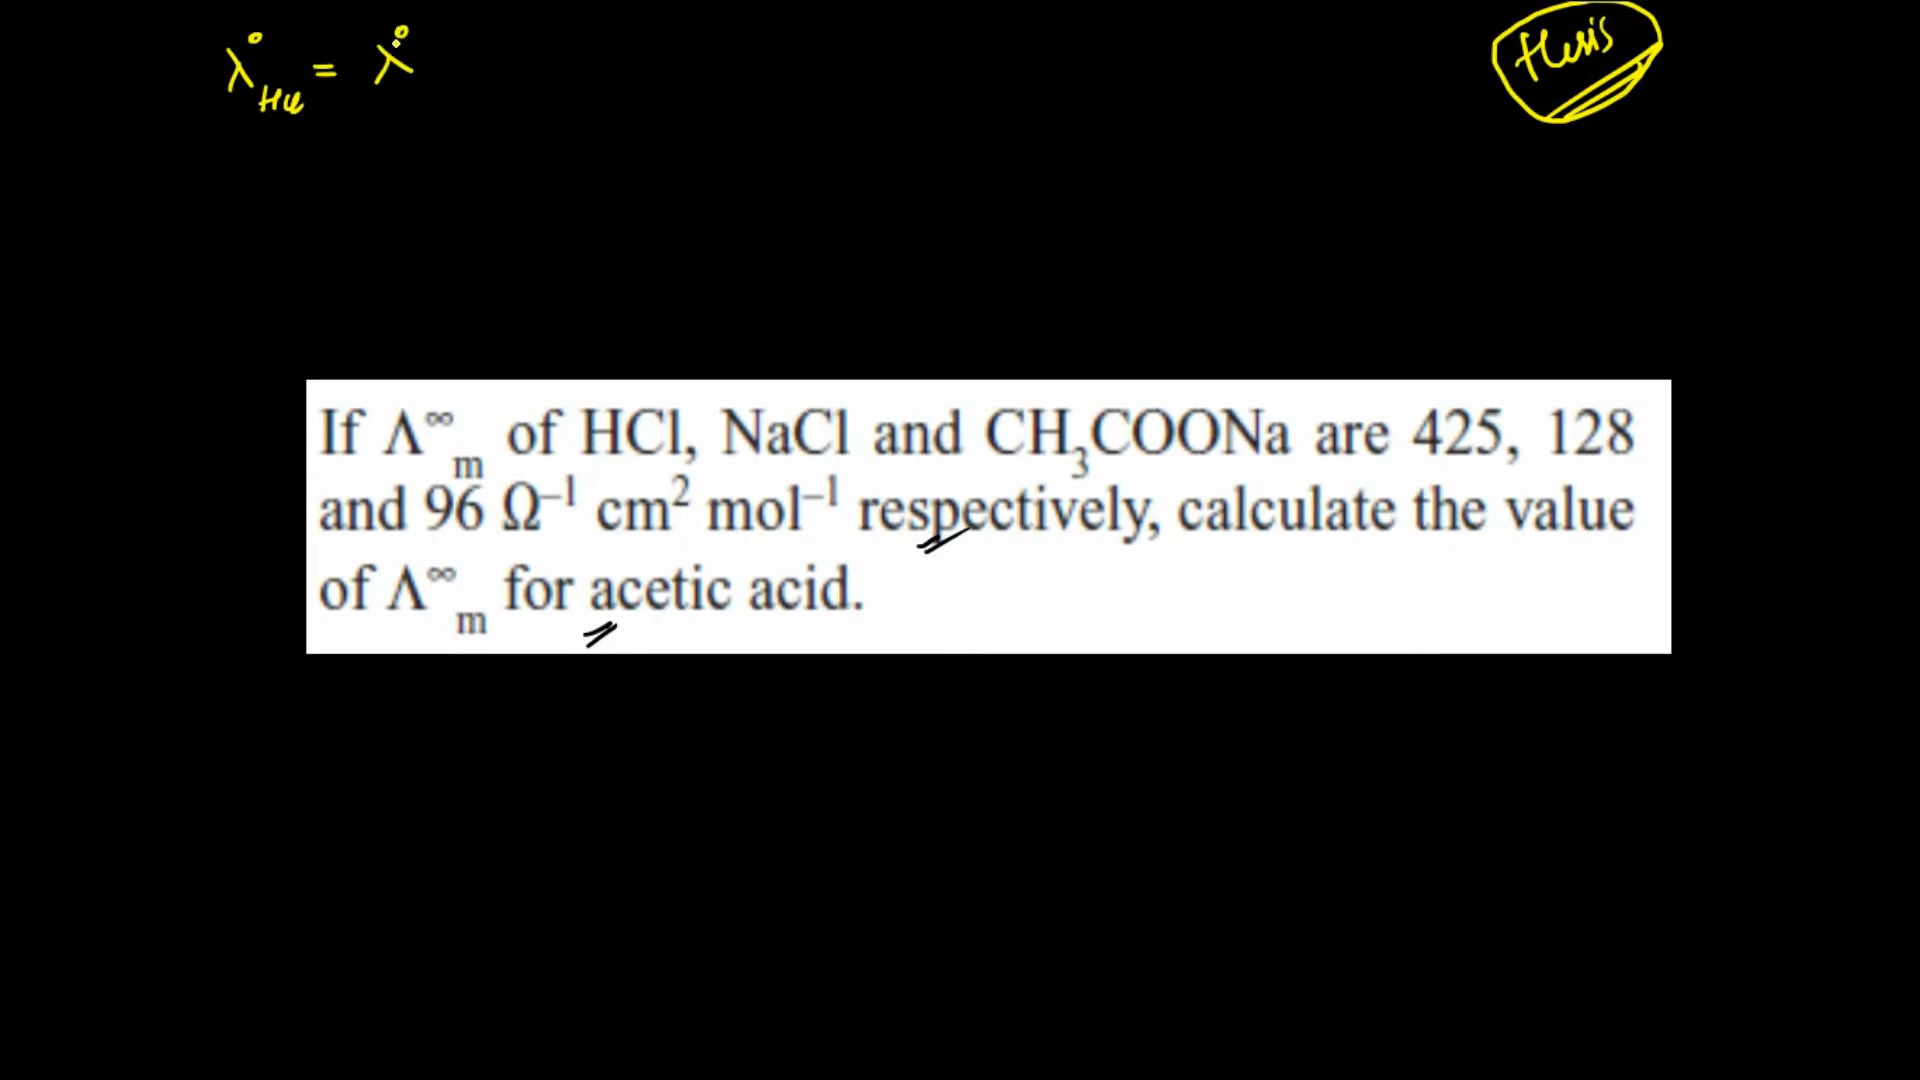 λ°HCl = λ°
If Λ∞m of HCl, NaCl and CH3COONa are 425, 128
and 96 Ω–1 cm2 mol–1 respectively, calculate the value
of Λ∞m for acetic acid.